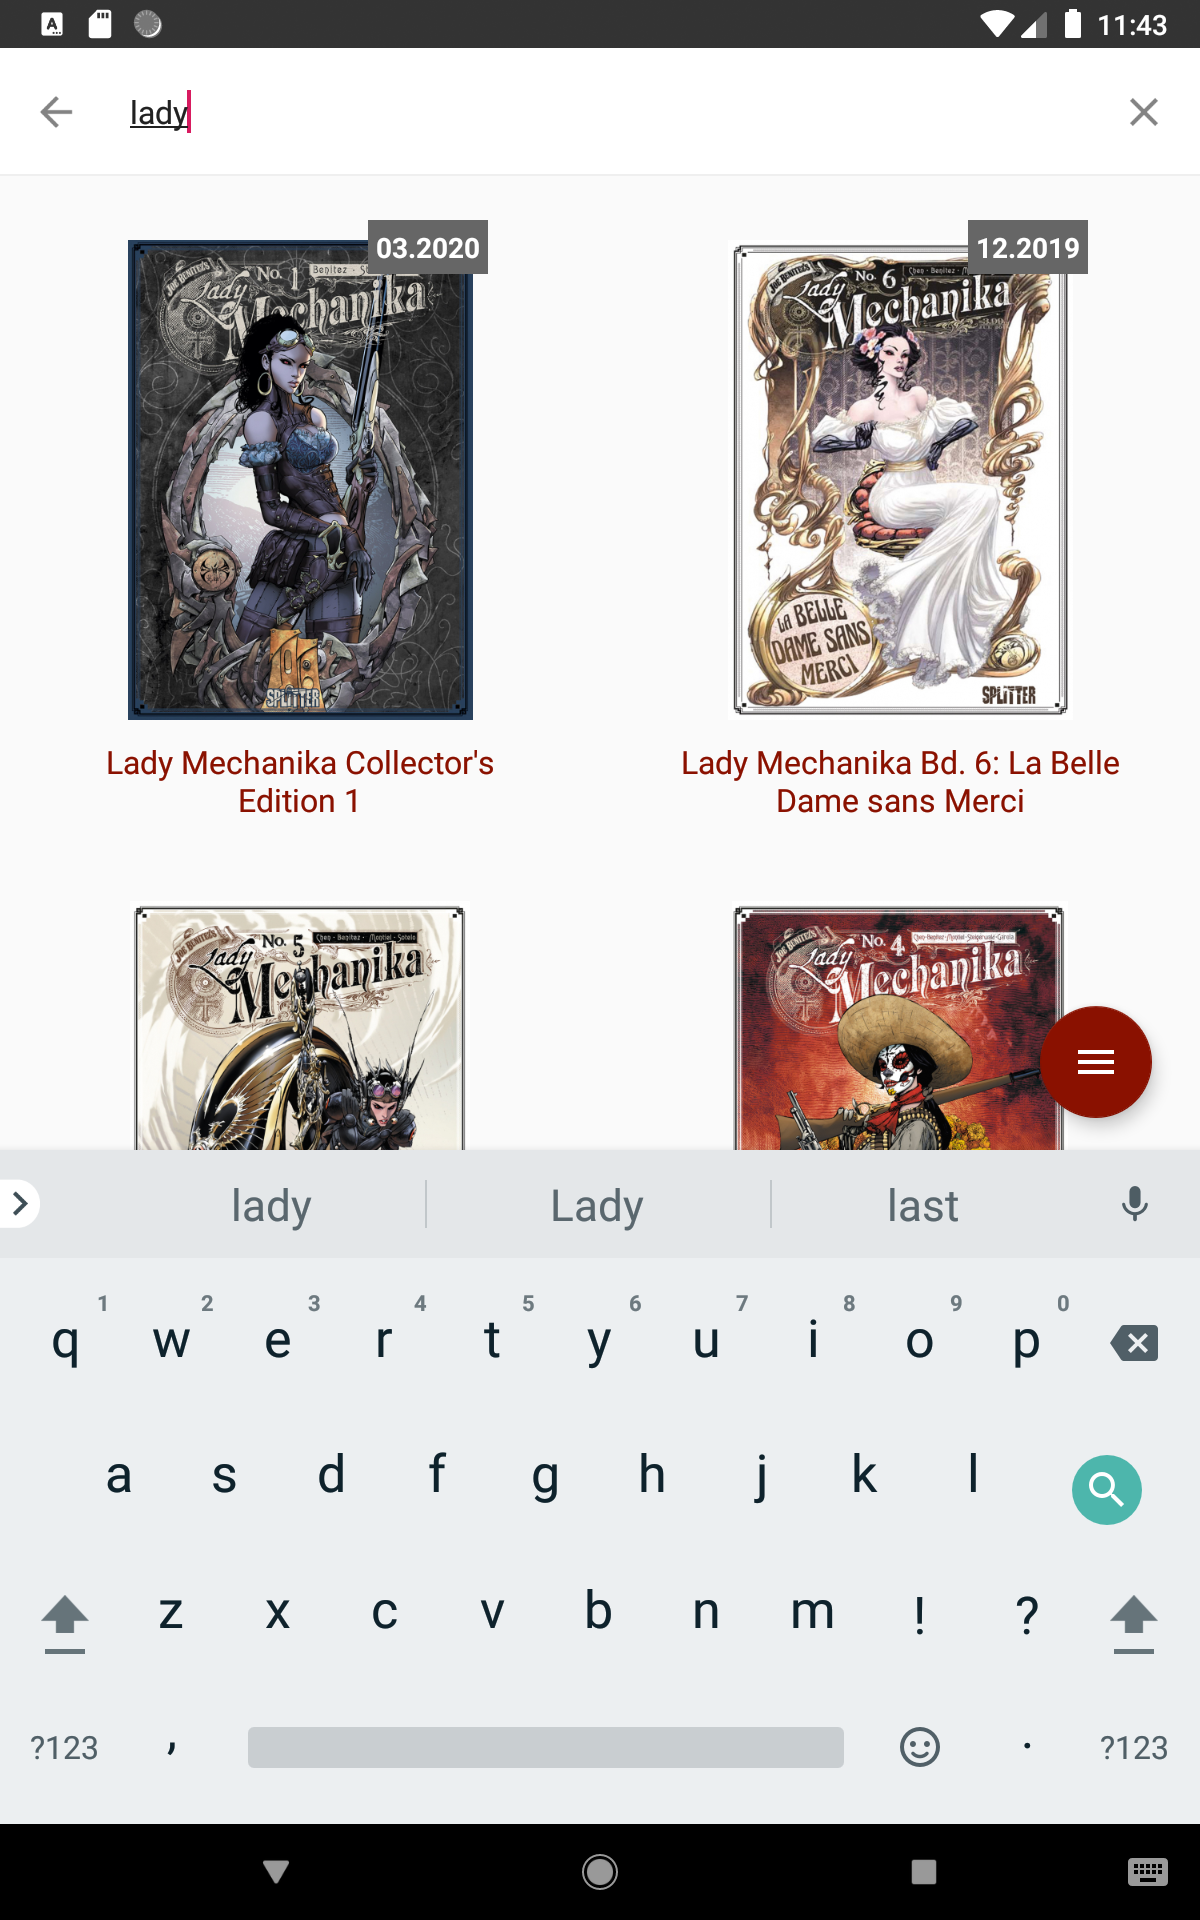 11:43
lady
03.2020
JOE BENITEZ'S
No. 1
Lady
Mechanika
SPLITTER
Lady Mechanika Collector's
Edition 1
12.2019
JOE BENITEZ'S
No. 6
Lady
Mechanika
LA BELLE
DAME SANS
MERCI
SPLITTER
Lady Mechanika Bd. 6: La Belle
Dame sans Merci
JOE BENITEZ'S
No. 5
Chen · Benitez · Montiel · Sotelo
Lady
Mechanika
JOE BENITEZ'S
No. 4
Lady
Mechanika
lady Lady last
1 2 3 4 5 6 7 8 9 0
q w e r t y u i o p
a s d f g h j k l
z x c v b n m ! ?
?123 , . ?123